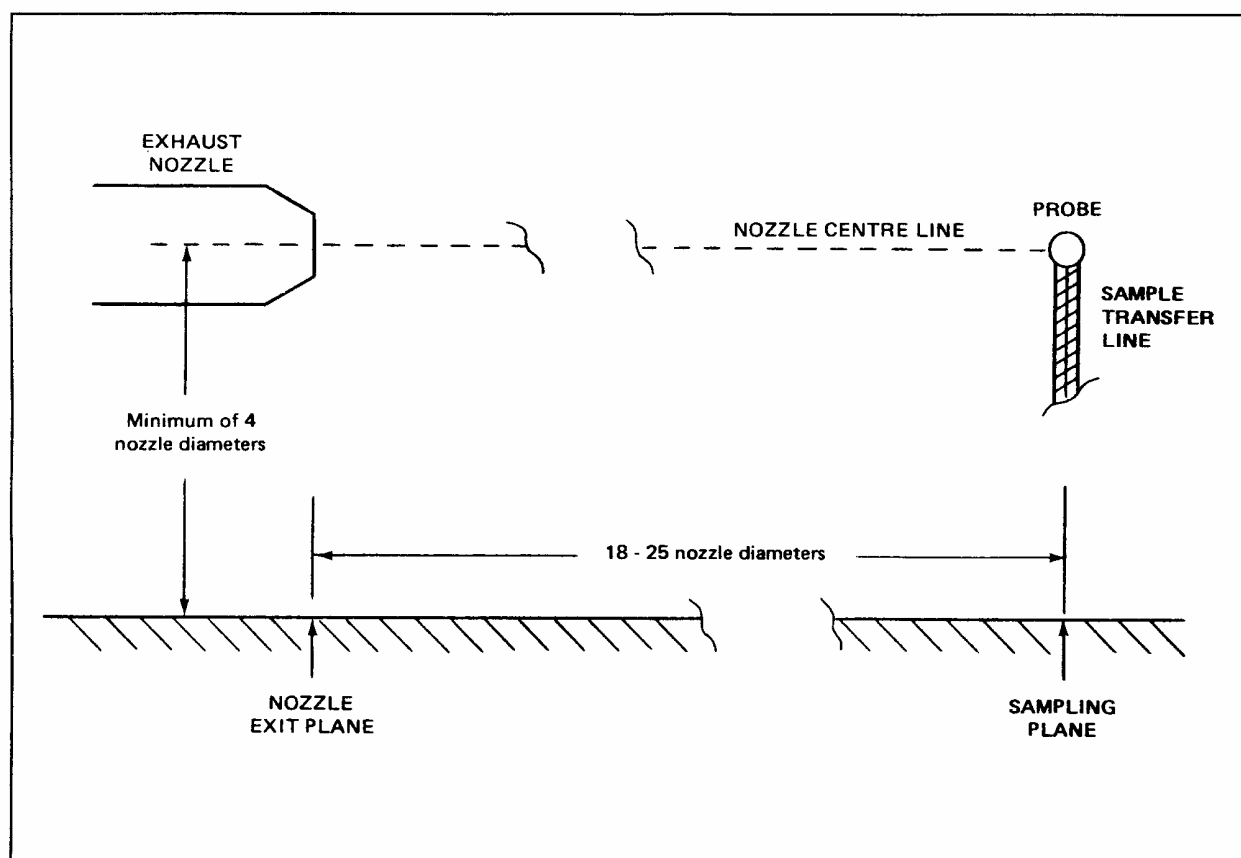 EXHAUST
NOZZLE
PROBE
NOZZLE CENTRE LINE
SAMPLE
TRANSFER
LINE
Minimum of 4
nozzle diameters
18 - 25 nozzle diameters
NOZZLE
EXIT PLANE
SAMPLING
PLANE